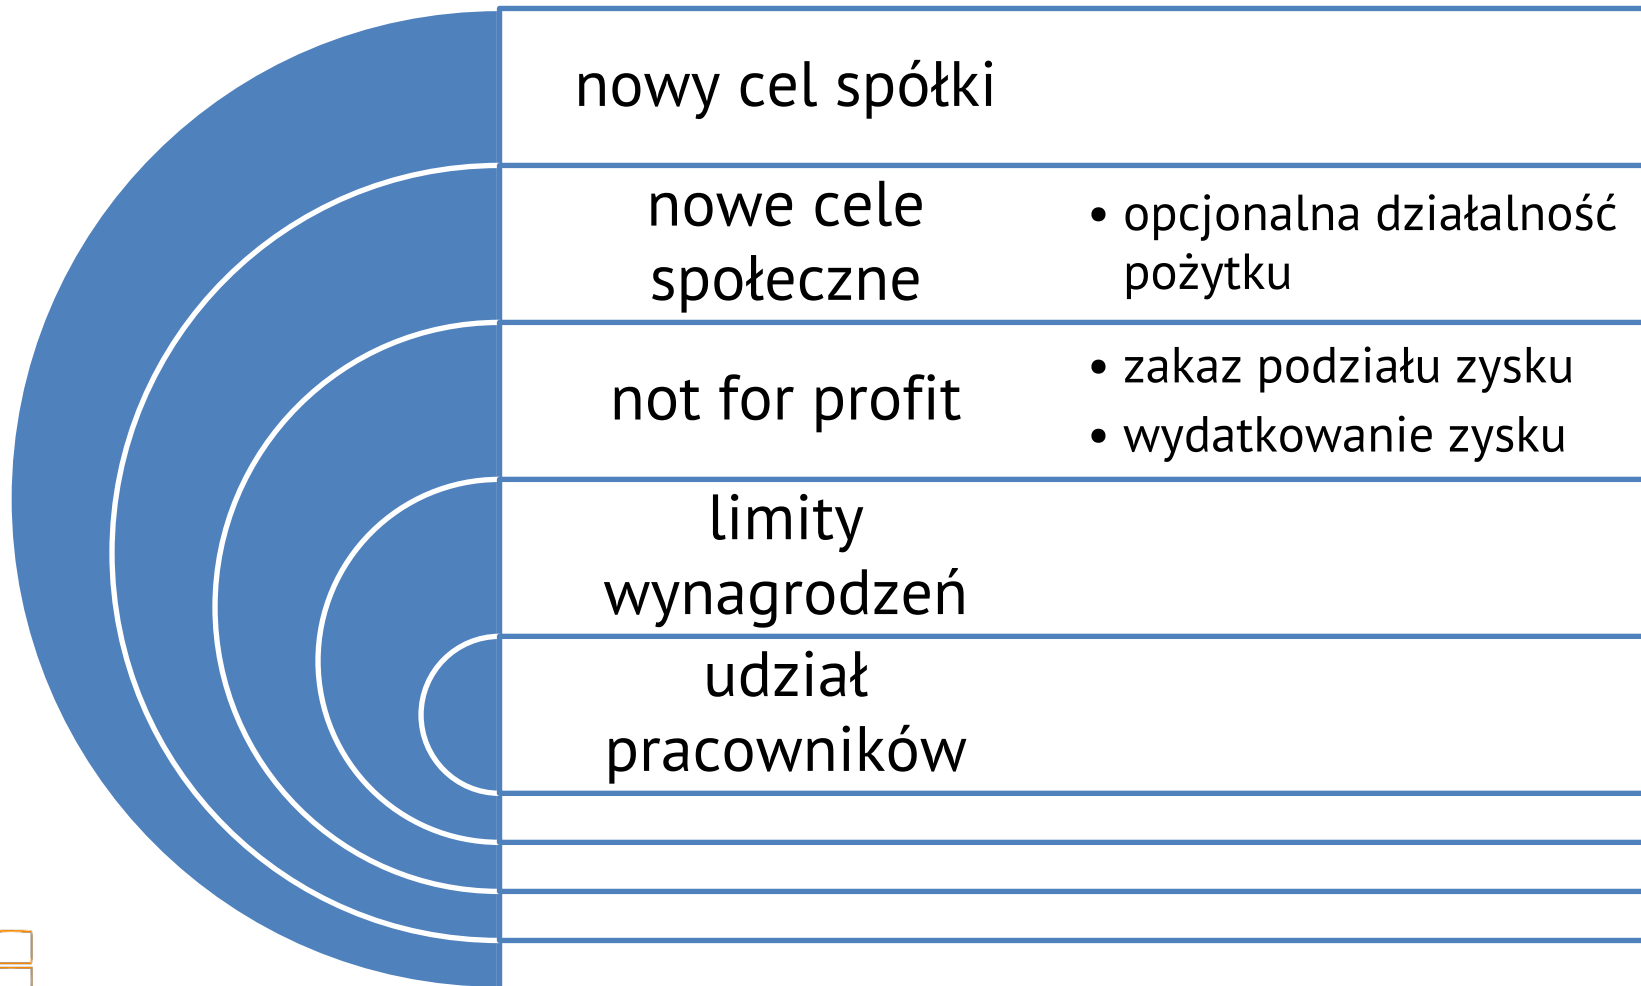 nowy cel spółki
nowe cele
społeczne
• opcjonalna działalność
pożytku
not for profit
• zakaz podziału zysku
• wydatkowanie zysku
limity
wynagrodzeń
udział
pracowników